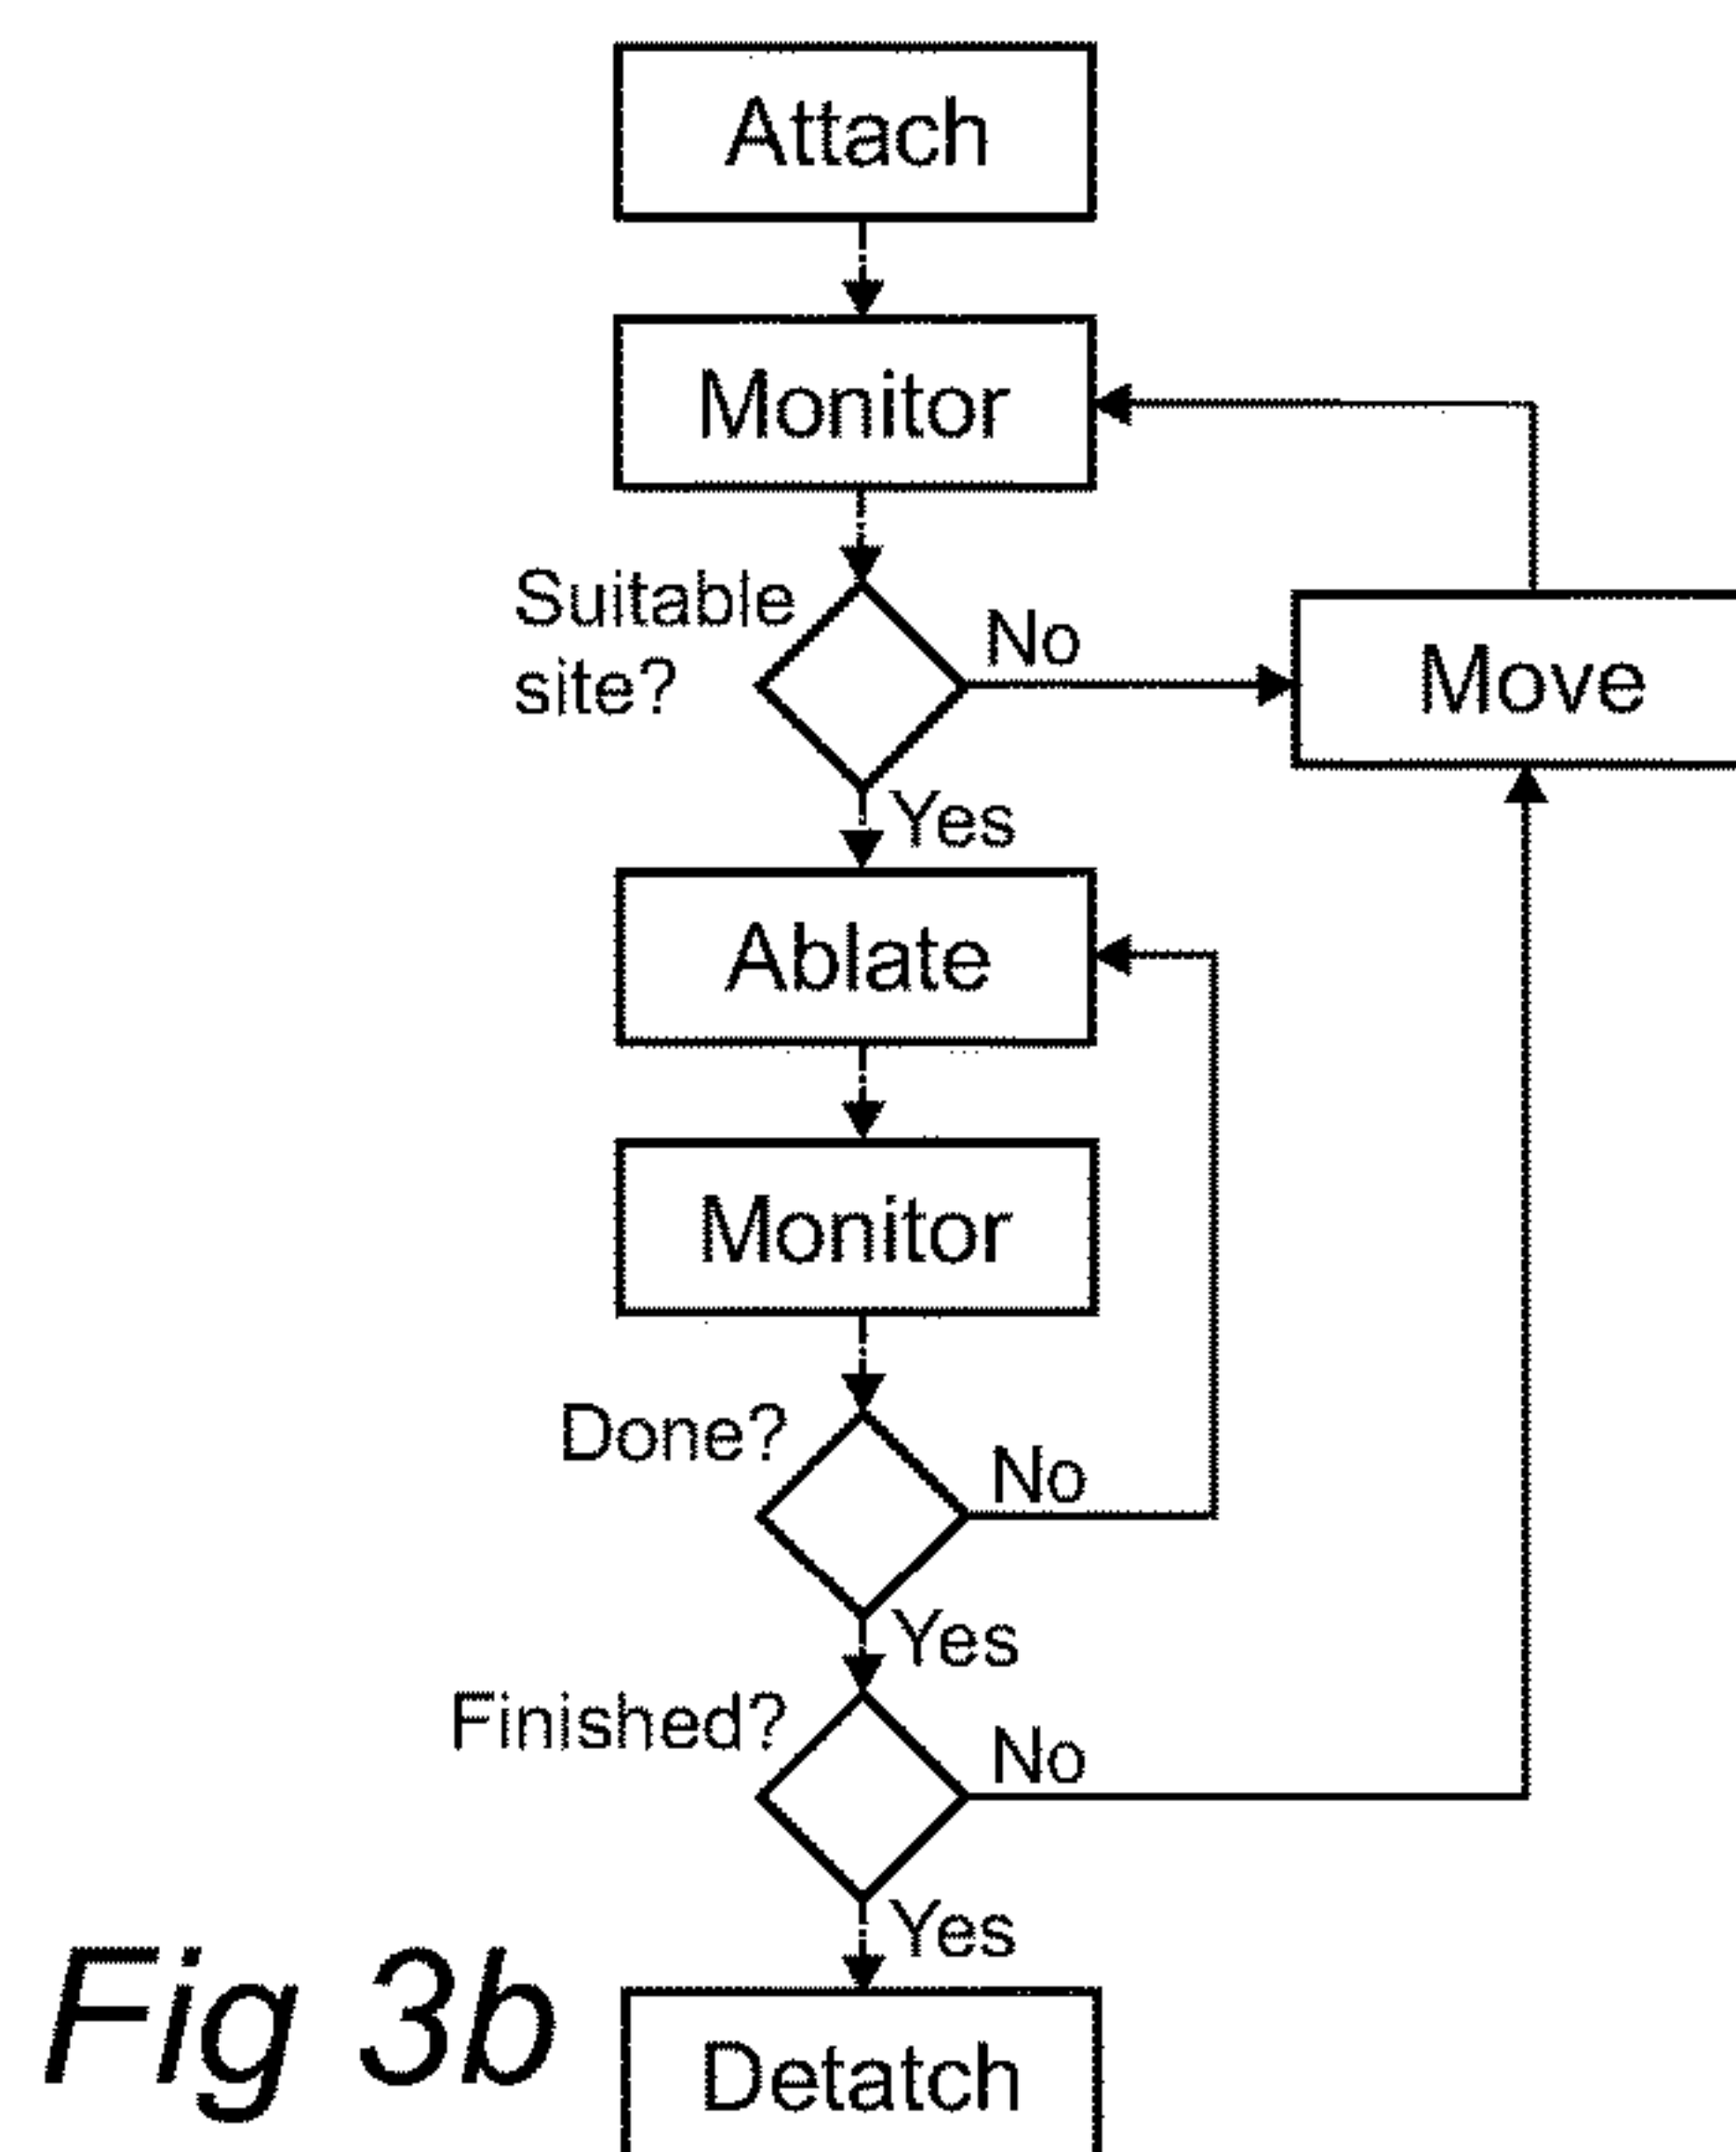 Attach
Monitor
Suitable
site?
No
Move
Yes
Ablate
Monitor
Done?
No
Yes
Finished?
No
Yes
Detatch
Fig 3b